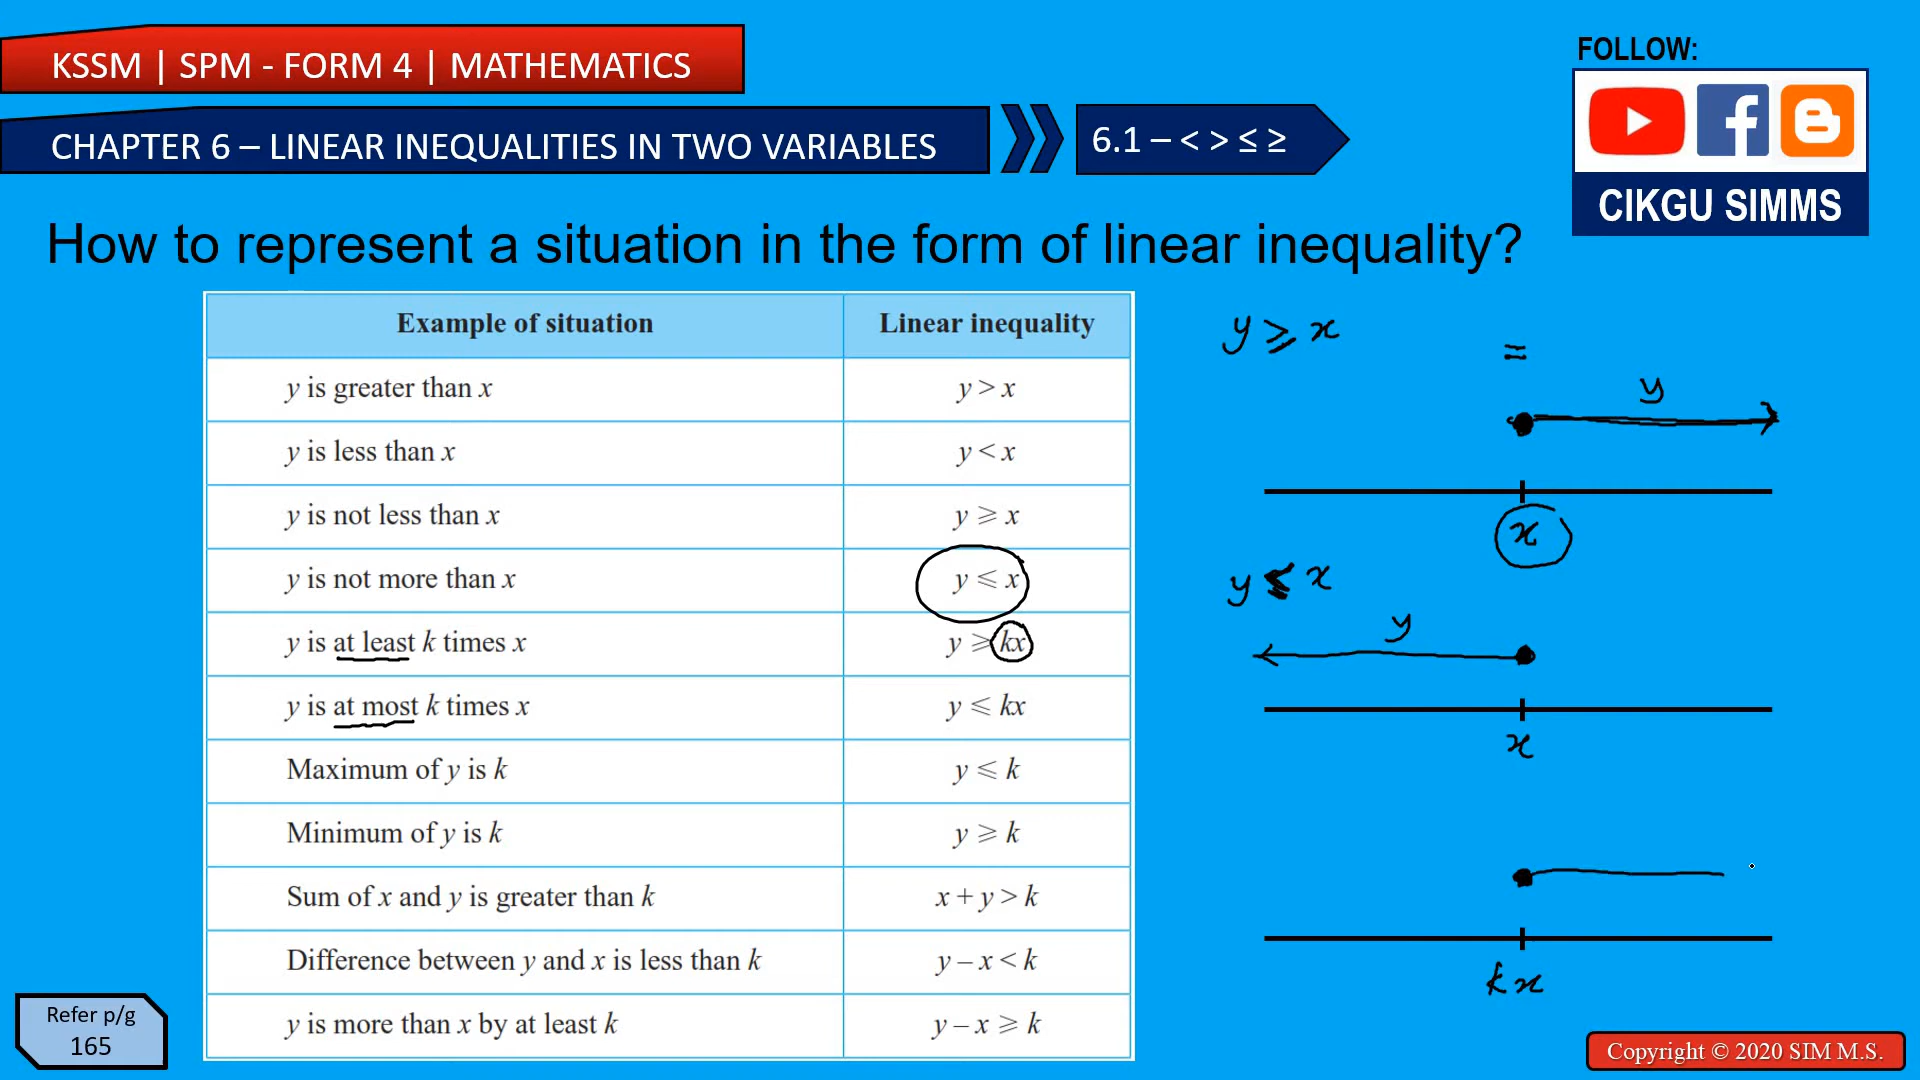 KSSM | SPM - FORM 4 | MATHEMATICS
FOLLOW:
CHAPTER 6 – LINEAR INEQUALITIES IN TWO VARIABLES
6.1 – < > ≤ ≥
CIKGU SIMMS
How to represent a situation in the form of linear inequality?
Example of situation Linear inequality
y is greater than x y > x
y is less than x y < x
y is not less than x y ⩾ x
y is not more than x y ⩽ x
y is at least k times x y ⩾ kx
y is at most k times x y ⩽ kx
Maximum of y is k y ⩽ k
Minimum of y is k y ⩾ k
Sum of x and y is greater than k x + y > k
Difference between y and x is less than k y – x < k
y is more than x by at least k y – x ⩾ k
y ⩾ x
=
y
x
y ⩽ x
y
x
kx
Refer p/g
165
Copyright © 2020 SIM M.S.